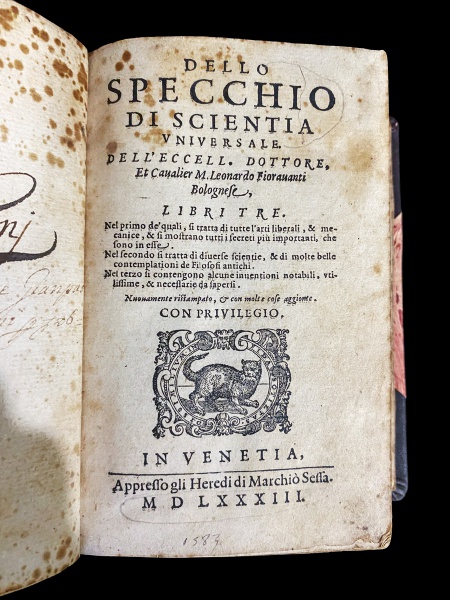 DELLO
SPECCHIO
DI SCIENTIA
VNIVERSALE.
DELL'ECCELL. DOTTORE,
Et Caualier M. Leonardo Fiorauanti
Bolognese,
LIBRI TRE.
Nel primo de' quali, si tratta di tutte l'arti liberali, & me-
canice, & si mostrano tutti i secreti più importanti, che
sono in esse.
Nel secondo si tratta di diuerse scientie, & di molte belle
contemplationi de Filosofi antichi.
Nel terzo si contengono alcune inuentioni notabili, vti-
lissime, & necessarie da sapersi.
Nuouamente ristampato, & con molte cose aggionte.
CON PRIVILEGIO.
IN VENETIA,
Appresso gli Heredi di Marchiò Sessa.
M D LXXXIII.
1583